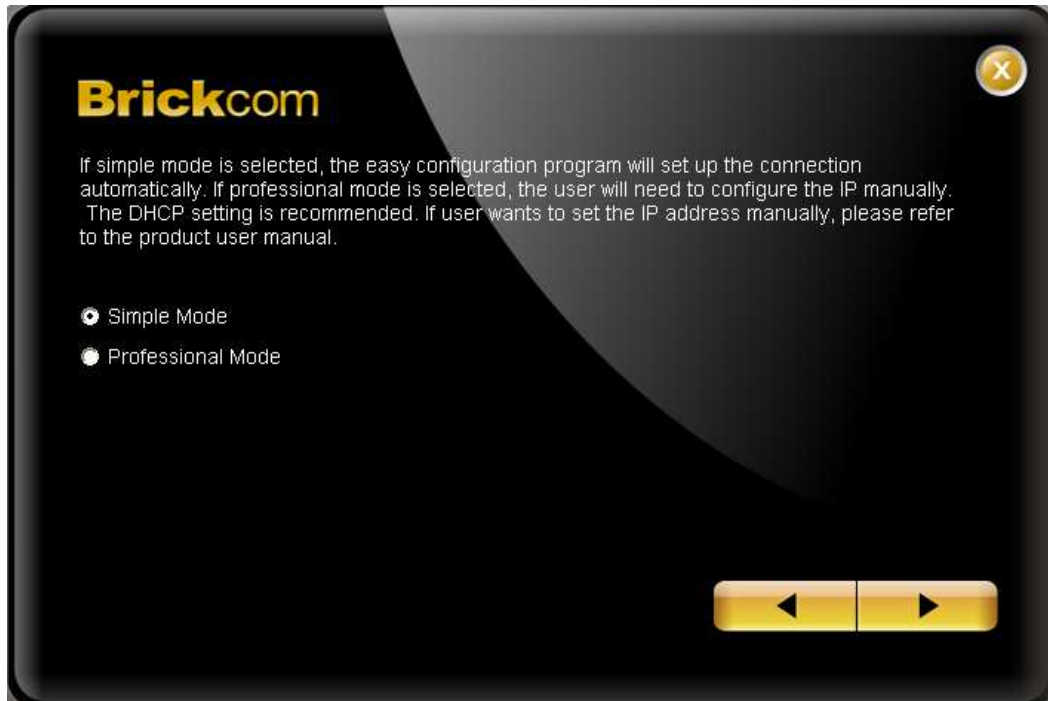 Brickcom
X
If simple mode is selected, the easy configuration program will set up the connection
automatically. If professional mode is selected, the user will need to configure the IP manually.
The DHCP setting is recommended. If user wants to set the IP address manually, please refer
to the product user manual.
Simple Mode
Professional Mode